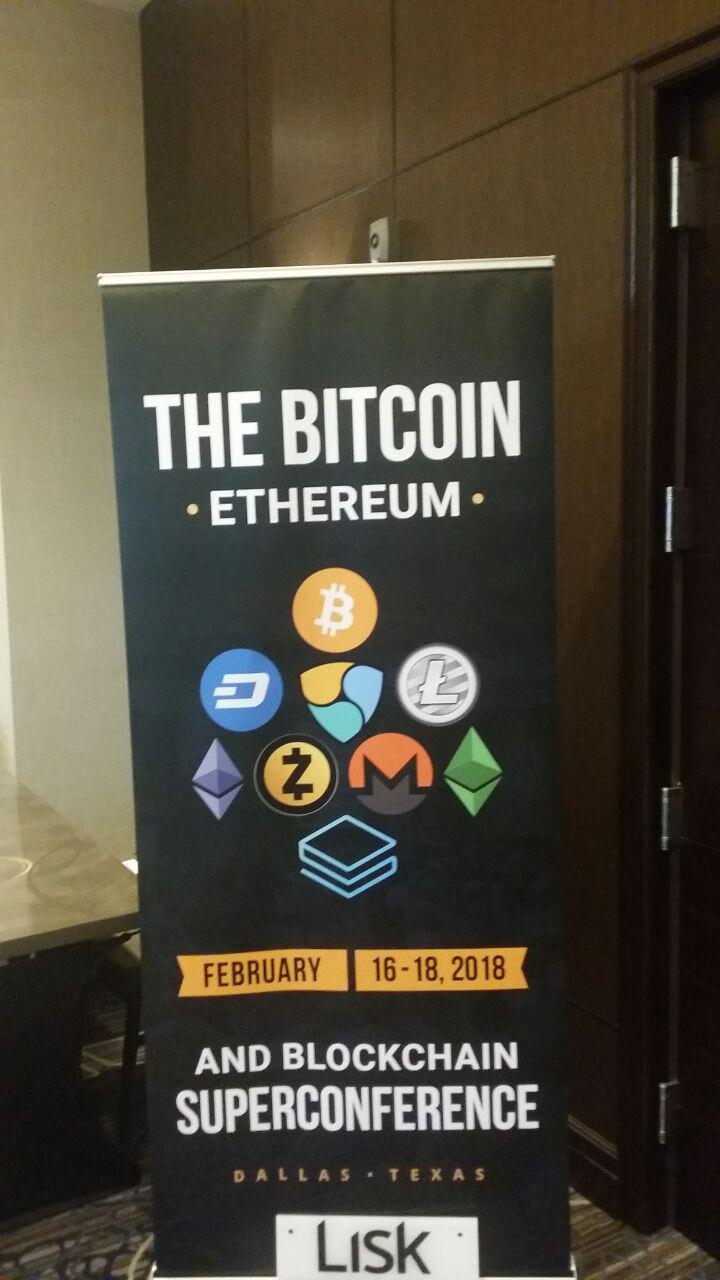 THE BITCOIN
· ETHEREUM ·
FEBRUARY 16-18, 2018
AND BLOCKCHAIN
SUPERCONFERENCE
DALLAS · TEXAS
LISK